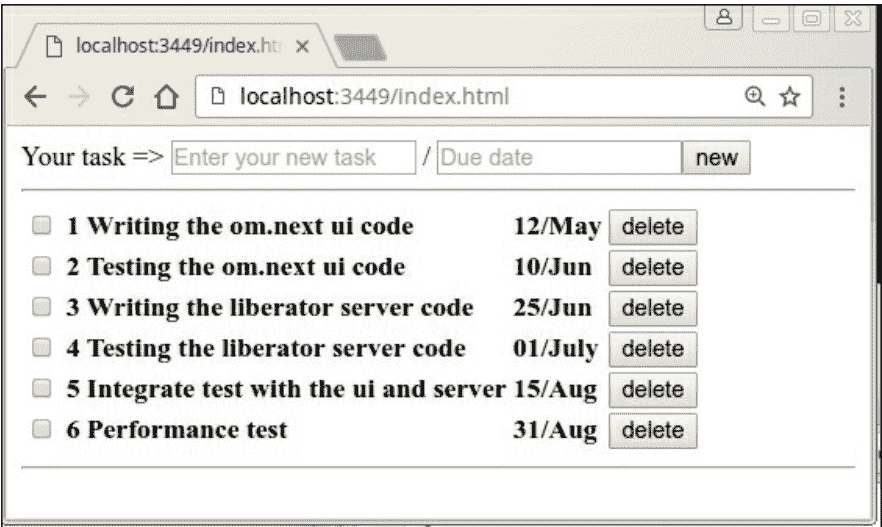 localhost:3449/index.ht
localhost:3449/index.html
Your task => Enter your new task / Due date new
1 Writing the om.next ui code 12/May delete
2 Testing the om.next ui code 10/Jun delete
3 Writing the liberator server code 25/Jun delete
4 Testing the liberator server code 01/July delete
5 Integrate test with the ui and server 15/Aug delete
6 Performance test 31/Aug delete